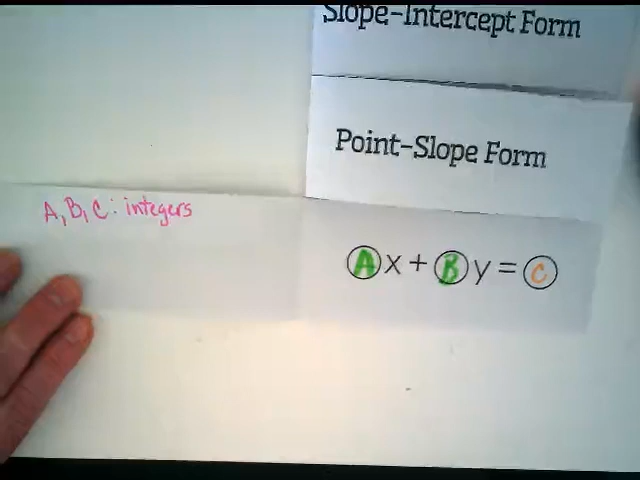 Slope-Intercept Form
Point-Slope Form
A, B, C: integers
Ax + By = C